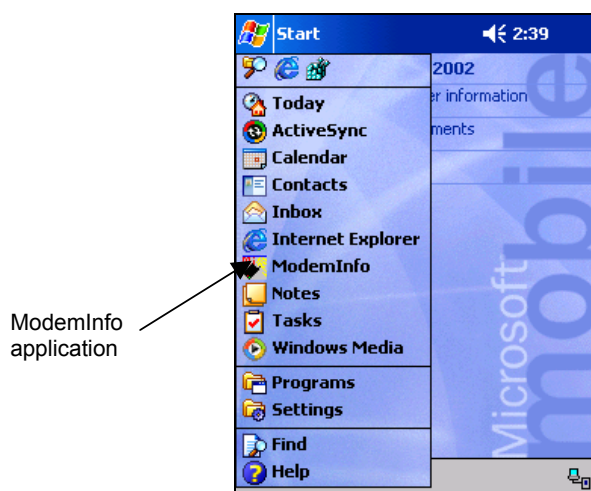 Start 2:39
2002
er information
ments
Today
ActiveSync
Calendar
Contacts
Inbox
Internet Explorer
ModemInfo
Notes
Tasks
Windows Media
Programs
Settings
Find
Help
Microsoft
mobile
ModemInfo
application